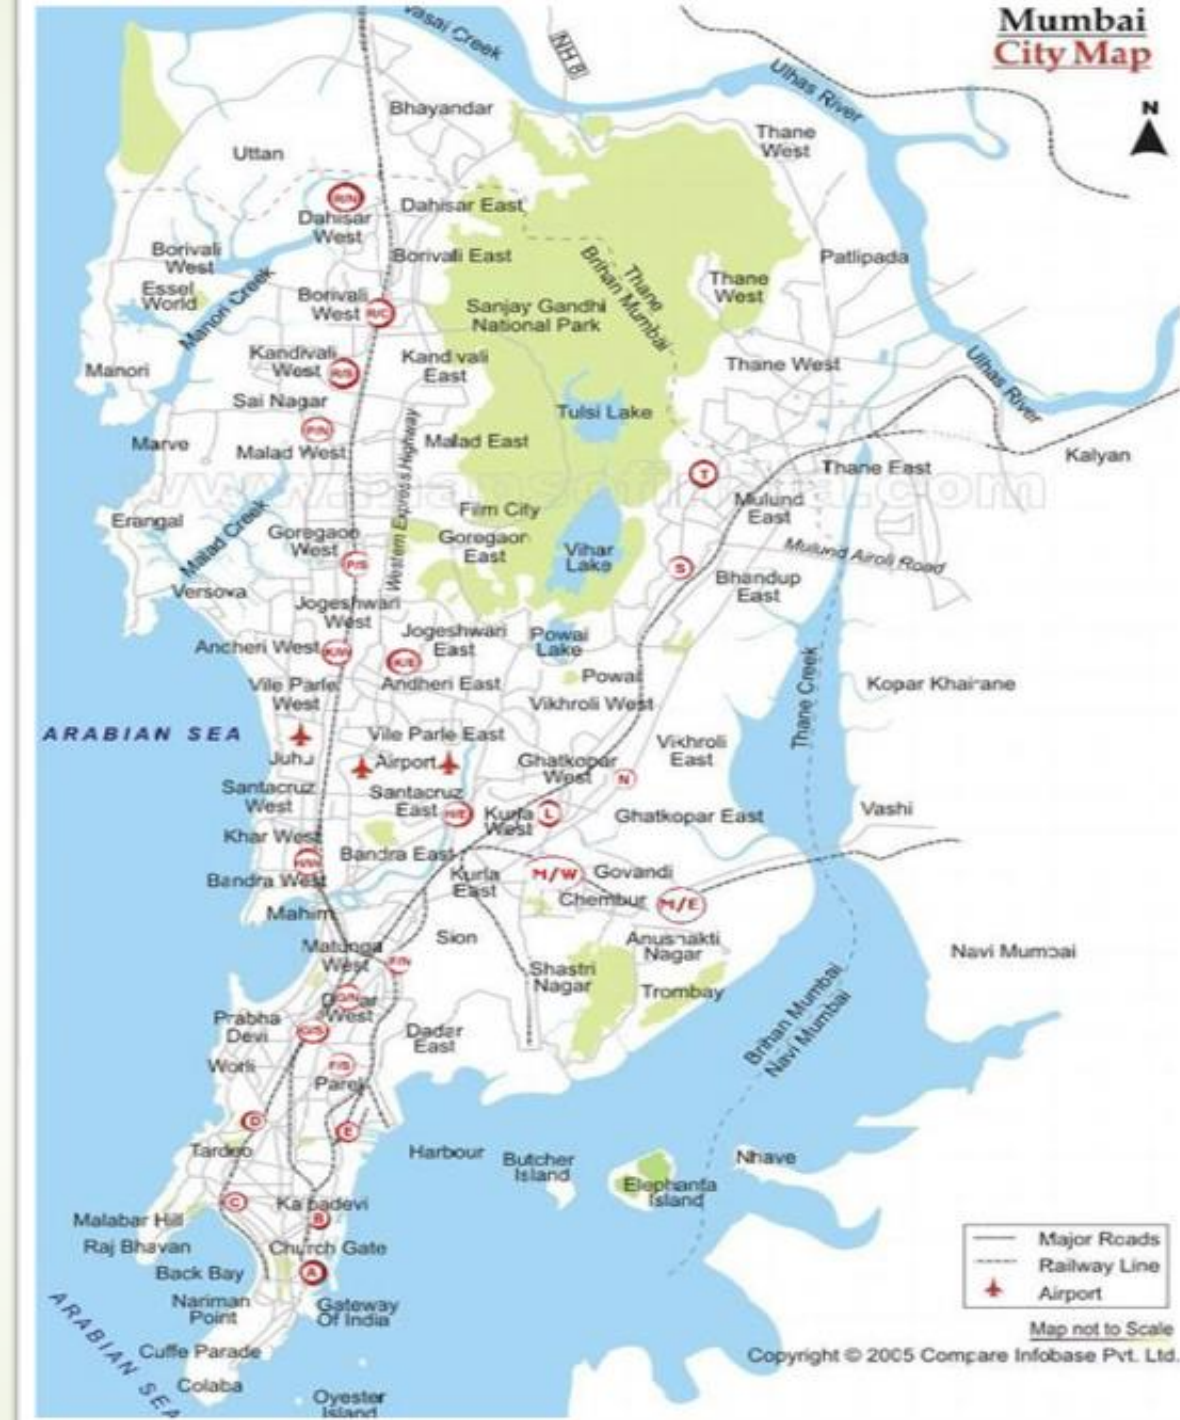 Mumbai
City Map
N
Vasai Creek
NH 8
Ulhas River
Bhayandar
Thane
West
Uttan
R/N
Dahisar
West
Dahisar East
Borivali
West
Borivali East
Patlipada
Thane
Brihan Mumbai
Thane
West
Essel
World
Manori Creek
Borivali
West
R/C
Sanjay Gandhi
National Park
Kandivali
West
R/S
Kandivali
East
Thane West
Ulhas River
Manori
Sai Nagar
Tulsi Lake
P/N
Marve
Malad West
Malad East
Western Express Highway
Kalyan
Thane East
T
Mulund
East
Film City
Erangal
Malad Creek
Goregaon
West
Goregaon
East
Vihar
Lake
Mulund Airoli Road
P/S
S
Bhandup
East
Versova
Jogeshwari
West
Jogeshwari
East
Powai
Lake
Ancheri West
K/W
K/E
Andheri East
Powai
Thane Creek
Kopar Khairane
Vile Parle
West
Vikhroli West
ARABIAN SEA
Vile Parle East
Vikhroli
East
Juhu
Airport
Ghatkopar
West
N
Santacruz
West
Santacruz
East
H/E
Kurla
West
L
Ghatkopar East
Vashi
Khar West
H/W
Bandra East
Bandra West
Kurla
East
M/W
Govandi
Chembur
M/E
Mahim
Matunga
West
Sion
F/N
Anushakti
Nagar
Navi Mumbai
Shastri
Nagar
Trombay
Dadar
West
G/N
Prabha
Devi
G/S
Dadar
East
Brihan Mumbai
Navi Mumbai
Worli
F/S
Parel
D
E
Tardeo
Harbour
Butcher
Island
Elephanta
Island
Nhave
C
Kalbadevi
B
Malabar Hill
Raj Bhavan
Church Gate
Back Bay
A
Nariman
Point
Gateway
Of India
ARABIAN SEA
Cuffe Parade
Colaba
Oyester
Island
Major Roads
Railway Line
Airport
Map not to Scale
Copyright © 2005 Compare Infobase Pvt. Ltd.